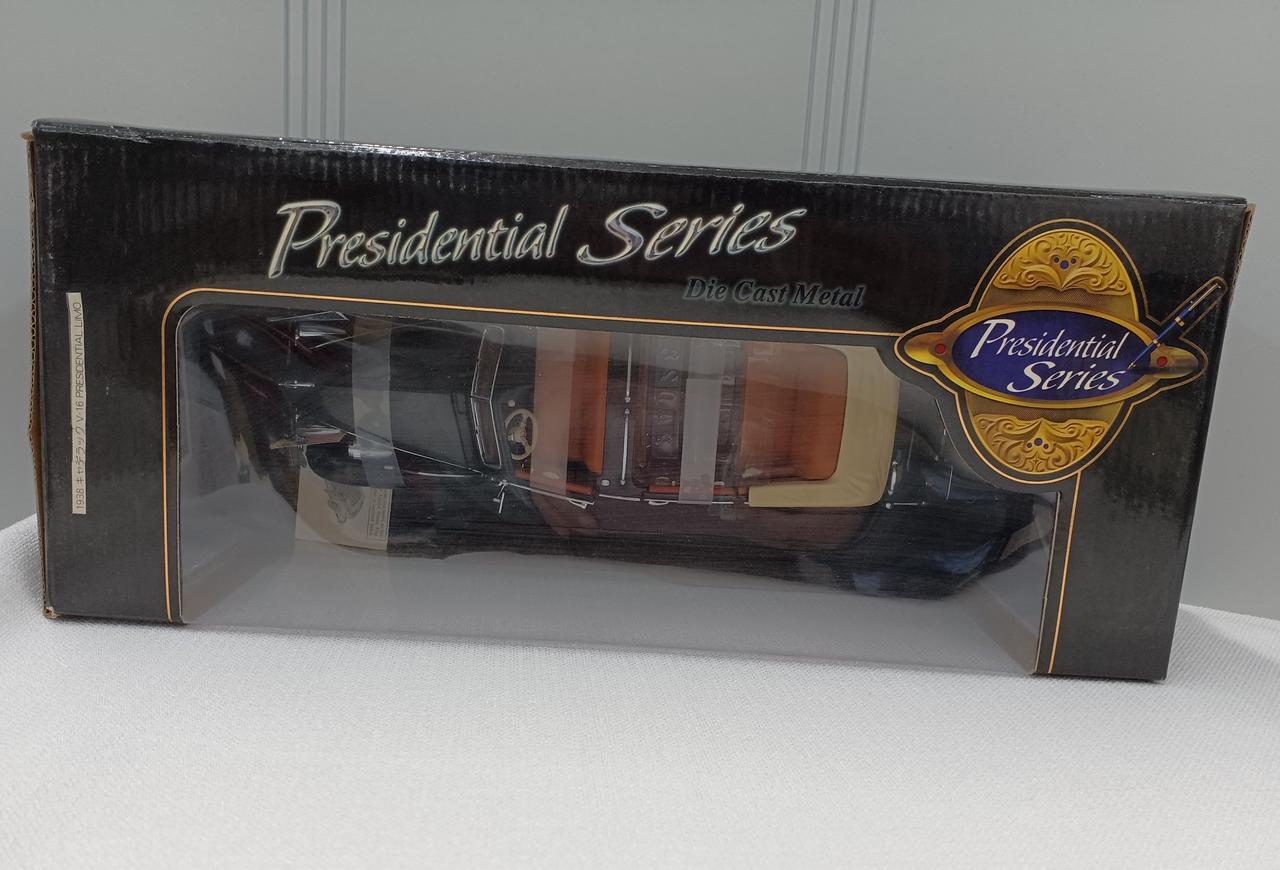 Presidential Series
Die Cast Metal
Presidential
Series
1938 キャデラック V-16 PRESIDENTIAL LIMO